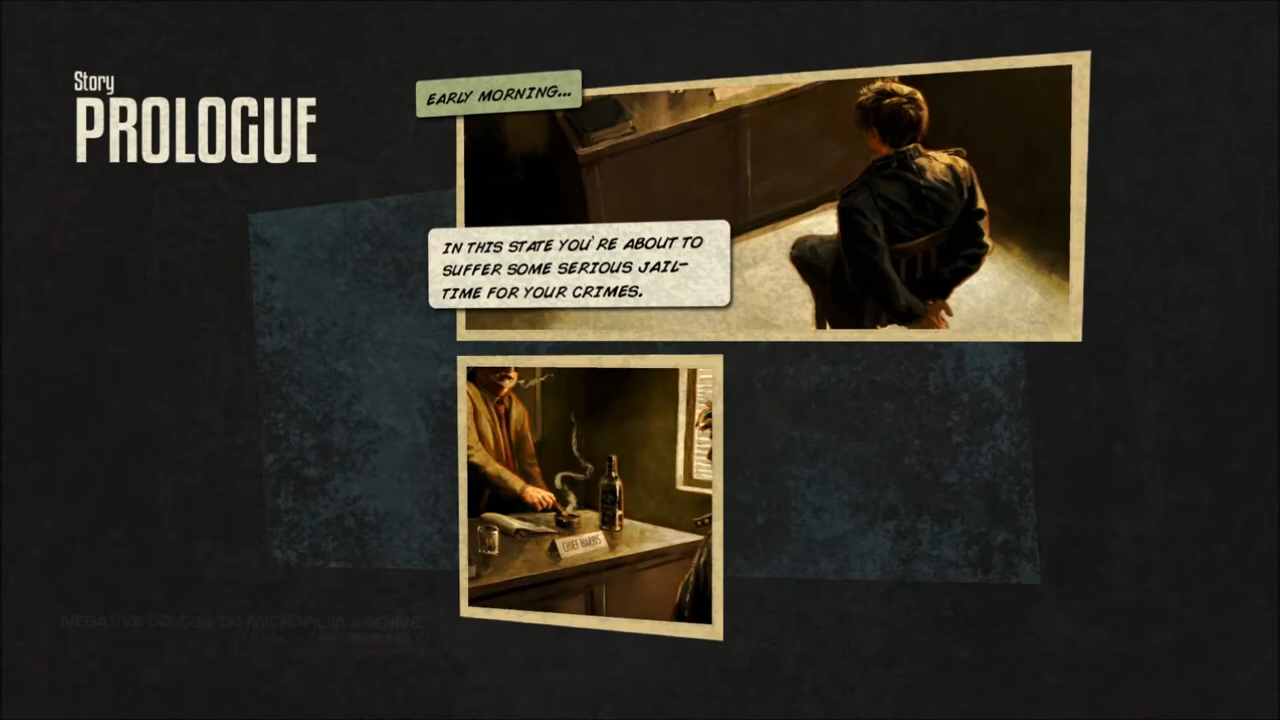 Story
PROLOGUE
EARLY MORNING...
IN THIS STATE YOU'RE ABOUT TO
SUFFER SOME SERIOUS JAIL-
TIME FOR YOUR CRIMES.
CHIEF HARRIS